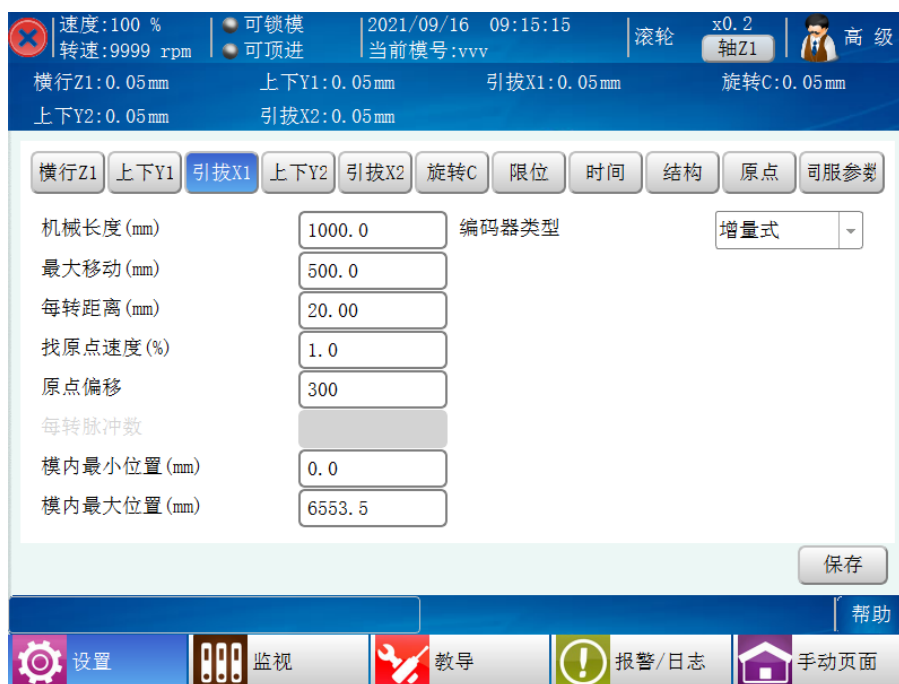 速度:100 %
转速:9999 rpm
可锁模
可顶进
2021/09/16 09:15:15
当前模号:vvv
滚轮
x0.2
轴Z1
高 级
横行Z1:0.05mm 上下Y1:0.05mm 引拔X1:0.05mm 旋转C:0.05mm
上下Y2:0.05mm 引拔X2:0.05mm
横行Z1 上下Y1 引拔X1 上下Y2 引拔X2 旋转C 限位 时间 结构 原点 司服参数
机械长度(mm) 1000.0 编码器类型 增量式
最大移动(mm) 500.0
每转距离(mm) 20.00
找原点速度(%) 1.0
原点偏移 300
每转脉冲数
模内最小位置(mm) 0.0
模内最大位置(mm) 6553.5
保存
帮助
设置 监视 教导 报警/日志 手动页面